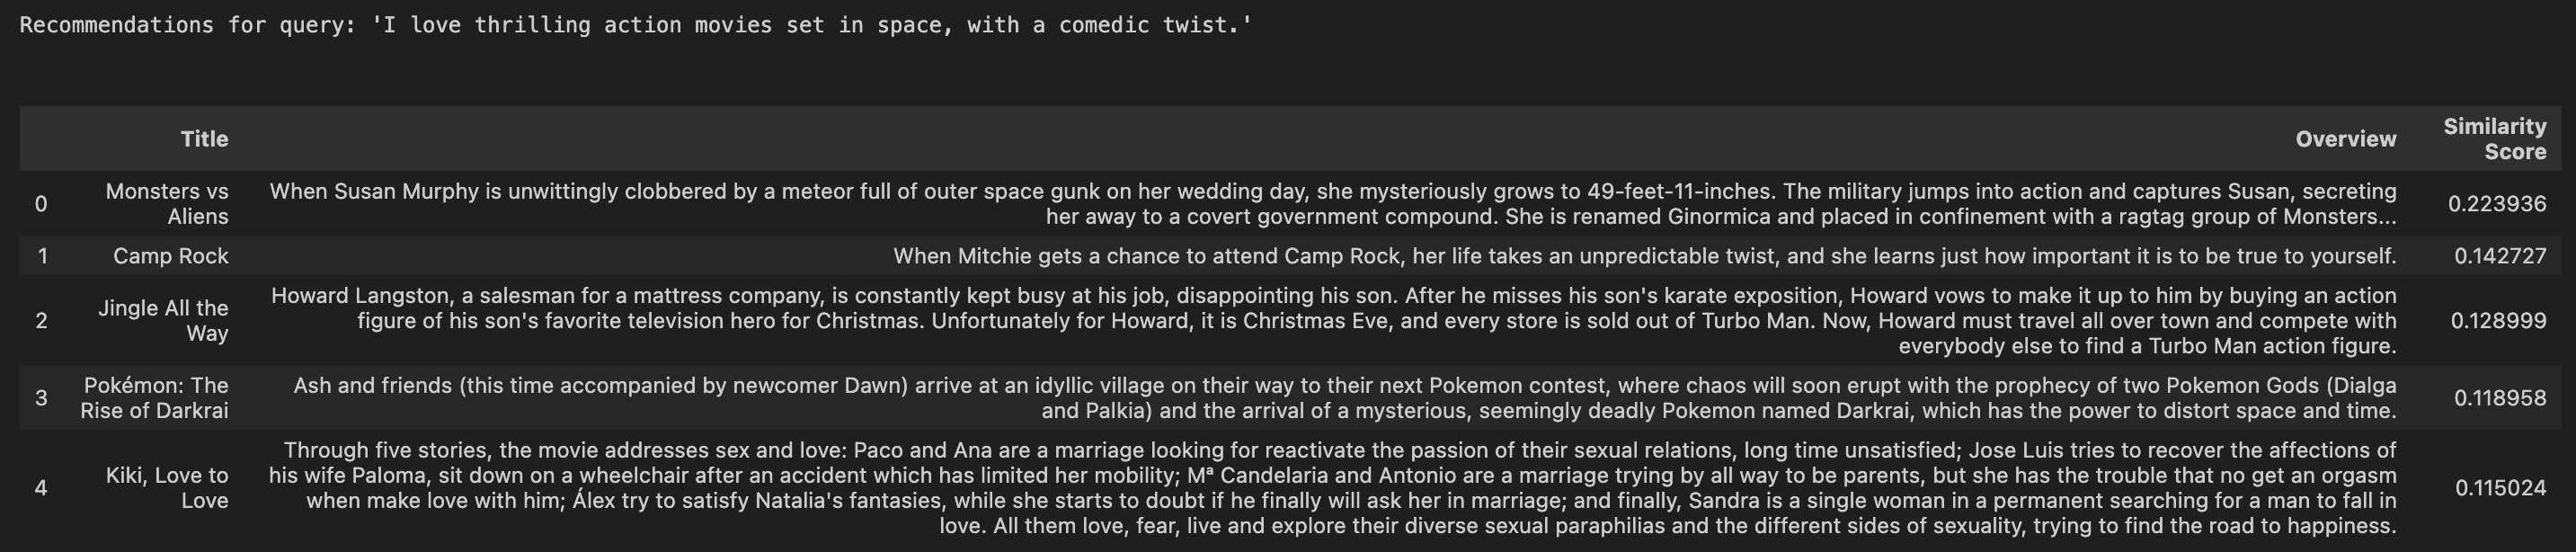 Recommendations for query: 'I love thrilling action movies set in space, with a comedic twist.'
Title
Overview
Similarity
Score
0
Monsters vs
Aliens
When Susan Murphy is unwittingly clobbered by a meteor full of outer space gunk on her wedding day, she mysteriously grows to 49-feet-11-inches. The military jumps into action and captures Susan, secreting
her away to a covert government compound. She is renamed Ginormica and placed in confinement with a ragtag group of Monsters...
0.223936
1
Camp Rock
When Mitchie gets a chance to attend Camp Rock, her life takes an unpredictable twist, and she learns just how important it is to be true to yourself.
0.142727
2
Jingle All the
Way
Howard Langston, a salesman for a mattress company, is constantly kept busy at his job, disappointing his son. After he misses his son's karate exposition, Howard vows to make it up to him by buying an action
figure of his son's favorite television hero for Christmas. Unfortunately for Howard, it is Christmas Eve, and every store is sold out of Turbo Man. Now, Howard must travel all over town and compete with
everybody else to find a Turbo Man action figure.
0.128999
3
Pokémon: The
Rise of Darkrai
Ash and friends (this time accompanied by newcomer Dawn) arrive at an idyllic village on their way to their next Pokemon contest, where chaos will soon erupt with the prophecy of two Pokemon Gods (Dialga
and Palkia) and the arrival of a mysterious, seemingly deadly Pokemon named Darkrai, which has the power to distort space and time.
0.118958
4
Kiki, Love to
Love
Through five stories, the movie addresses sex and love: Paco and Ana are a marriage looking for reactivate the passion of their sexual relations, long time unsatisfied; Jose Luis tries to recover the affections of
his wife Paloma, sit down on a wheelchair after an accident which has limited her mobility; Mª Candelaria and Antonio are a marriage trying by all way to be parents, but she has the trouble that no get an orgasm
when make love with him; Álex try to satisfy Natalia's fantasies, while she starts to doubt if he finally will ask her in marriage; and finally, Sandra is a single woman in a permanent searching for a man to fall in
love. All them love, fear, live and explore their diverse sexual paraphilias and the different sides of sexuality, trying to find the road to happiness.
0.115024